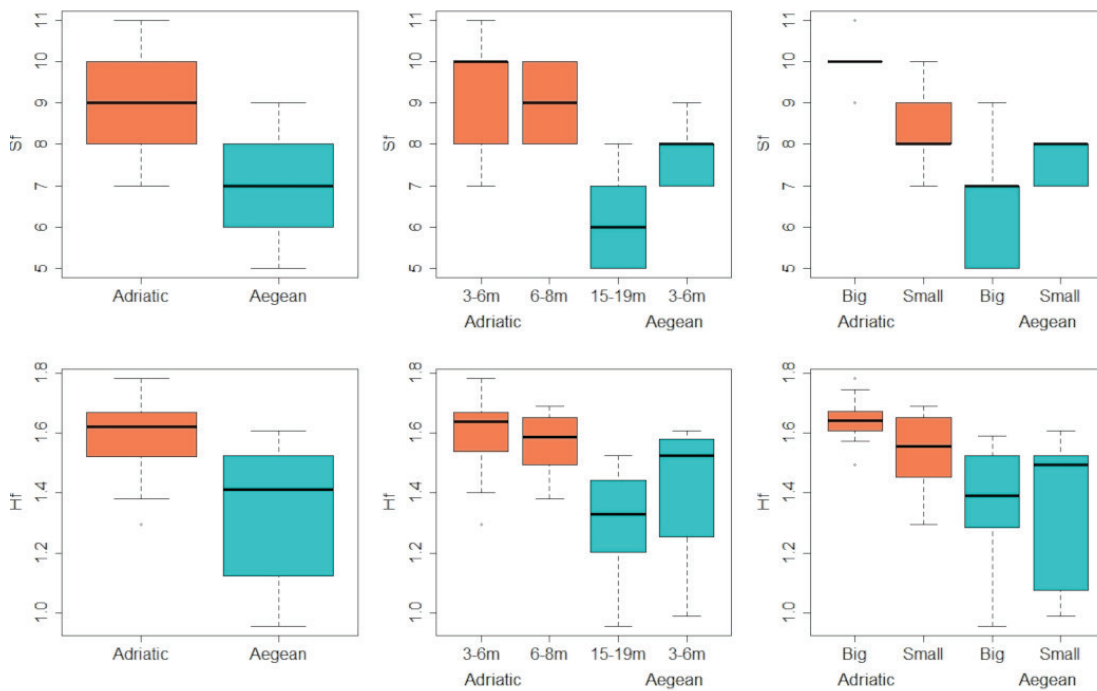 Sf
5 6 7 8 9 10 11
Adriatic Aegean
Sf
5 6 7 8 9 10 11
3-6m 6-8m 15-19m 3-6m
Adriatic Aegean
Sf
5 6 7 8 9 10 11
Big Small Big Small
Adriatic Aegean
Hf
1.0 1.2 1.4 1.6 1.8
Adriatic Aegean
Hf
1.0 1.2 1.4 1.6 1.8
3-6m 6-8m 15-19m 3-6m
Adriatic Aegean
Hf
1.0 1.2 1.4 1.6 1.8
Big Small Big Small
Adriatic Aegean